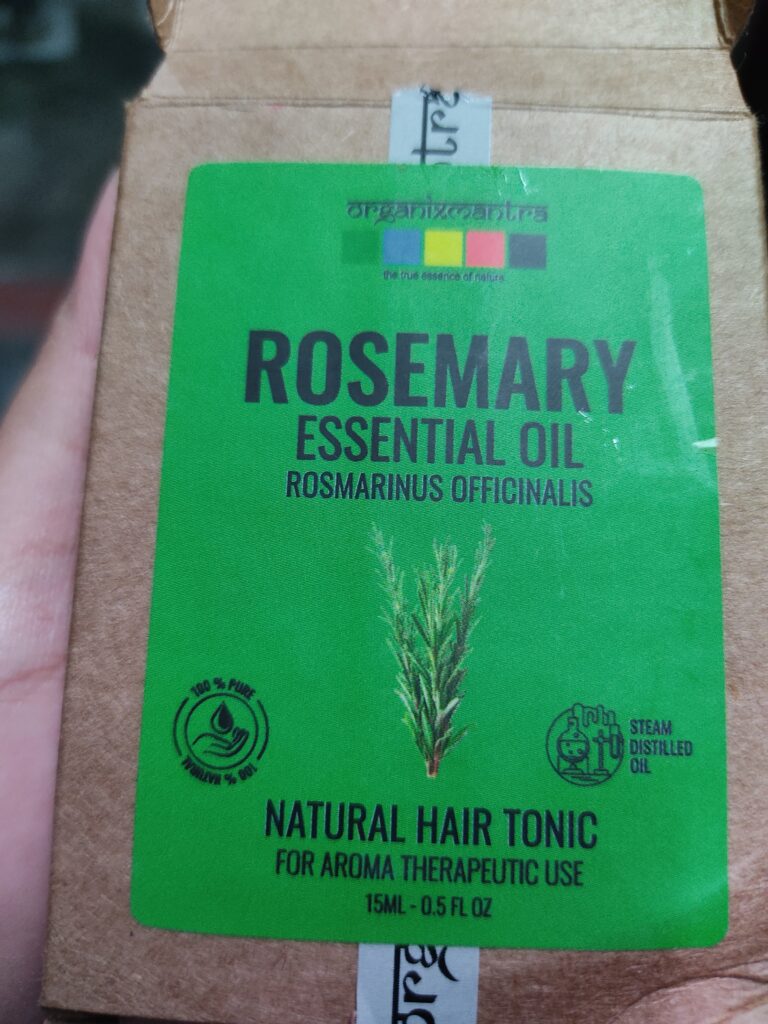 organixmantra
the true essence of nature
ROSEMARY
ESSENTIAL OIL
ROSMARINUS OFFICINALIS
100 % PURE
100 % NATURAL
STEAM
DISTILLED
OIL
NATURAL HAIR TONIC
FOR AROMA THERAPEUTIC USE
15ML - 0.5 FL OZ